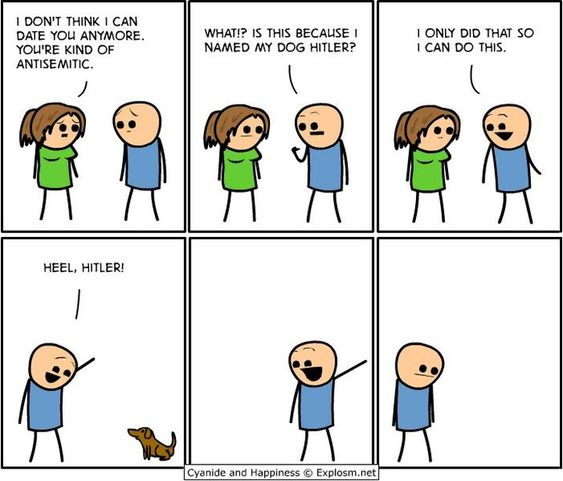 I DON'T THINK I CAN
DATE YOU ANYMORE.
YOU'RE KIND OF
ANTISEMITIC.
WHAT!? IS THIS BECAUSE I
NAMED MY DOG HITLER?
I ONLY DID THAT SO
I CAN DO THIS.
HEEL, HITLER!
Cyanide and Happiness © Explosm.net